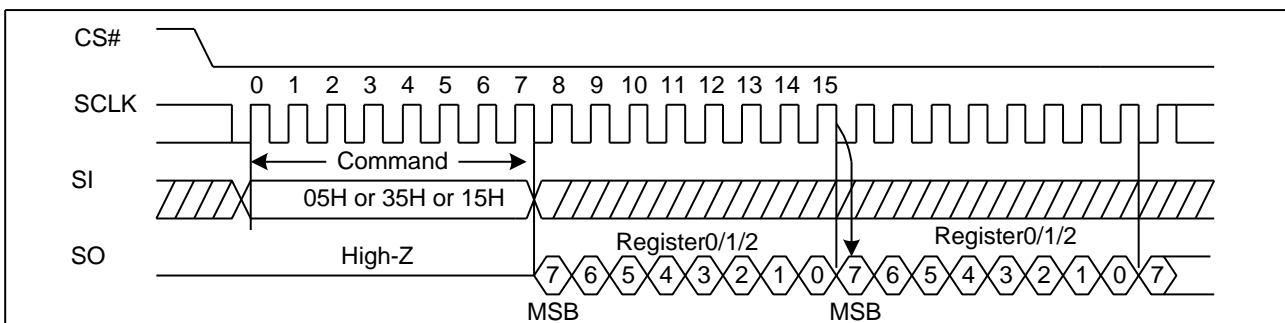 CS#
0 1 2 3 4 5 6 7 8 9 10 11 12 13 14 15
SCLK
Command
SI
05H or 35H or 15H
Register0/1/2 Register0/1/2
SO High-Z
7 6 5 4 3 2 1 0 7 6 5 4 3 2 1 0 7
MSB MSB